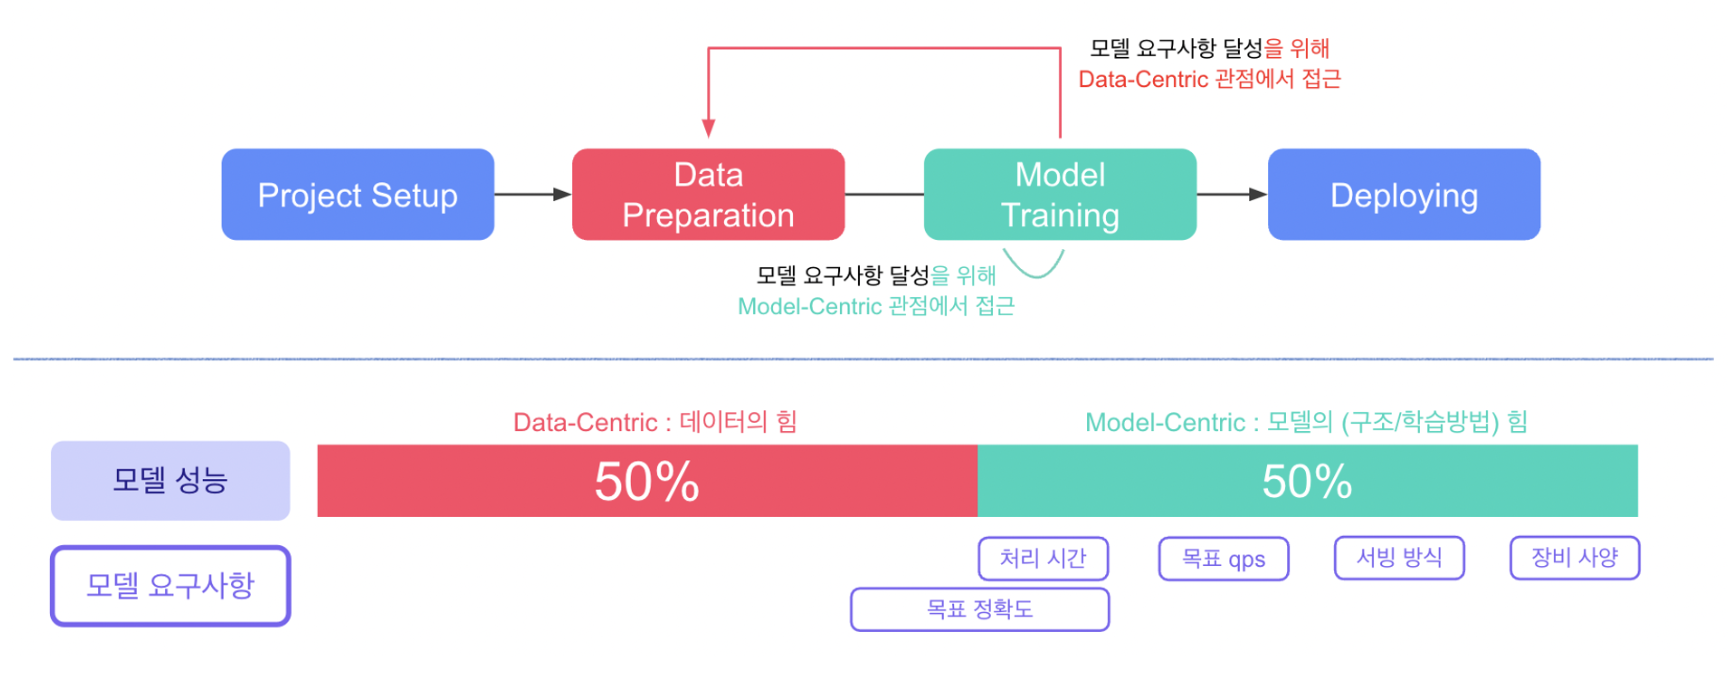 모델 요구사항 달성을 위해
Data-Centric 관점에서 접근
Project Setup
Data
Preparation
Model
Training
Deploying
모델 요구사항 달성을 위해
Model-Centric 관점에서 접근
Data-Centric : 데이터의 힘
Model-Centric : 모델의 (구조/학습방법) 힘
모델 성능
50%
50%
모델 요구사항
처리 시간
목표 qps
서빙 방식
장비 사양
목표 정확도